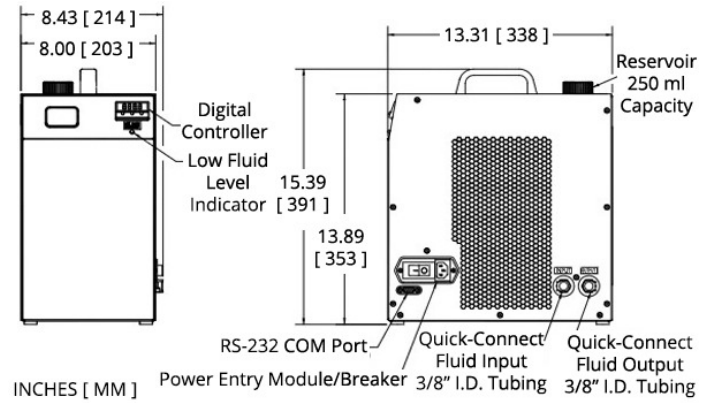 8.43 [ 214 ]
8.00 [ 203 ]
13.31 [ 338 ]
Reservoir
250 ml
Capacity
Digital
Controller
Low Fluid
Level
Indicator
15.39
[ 391 ]
13.89
[ 353 ]
INPUT
RS-232 COM Port
Power Entry Module/Breaker
Quick-Connect
Fluid Input
3/8” I.D. Tubing
Quick-Connect
Fluid Output
3/8” I.D. Tubing
INCHES [ MM ]